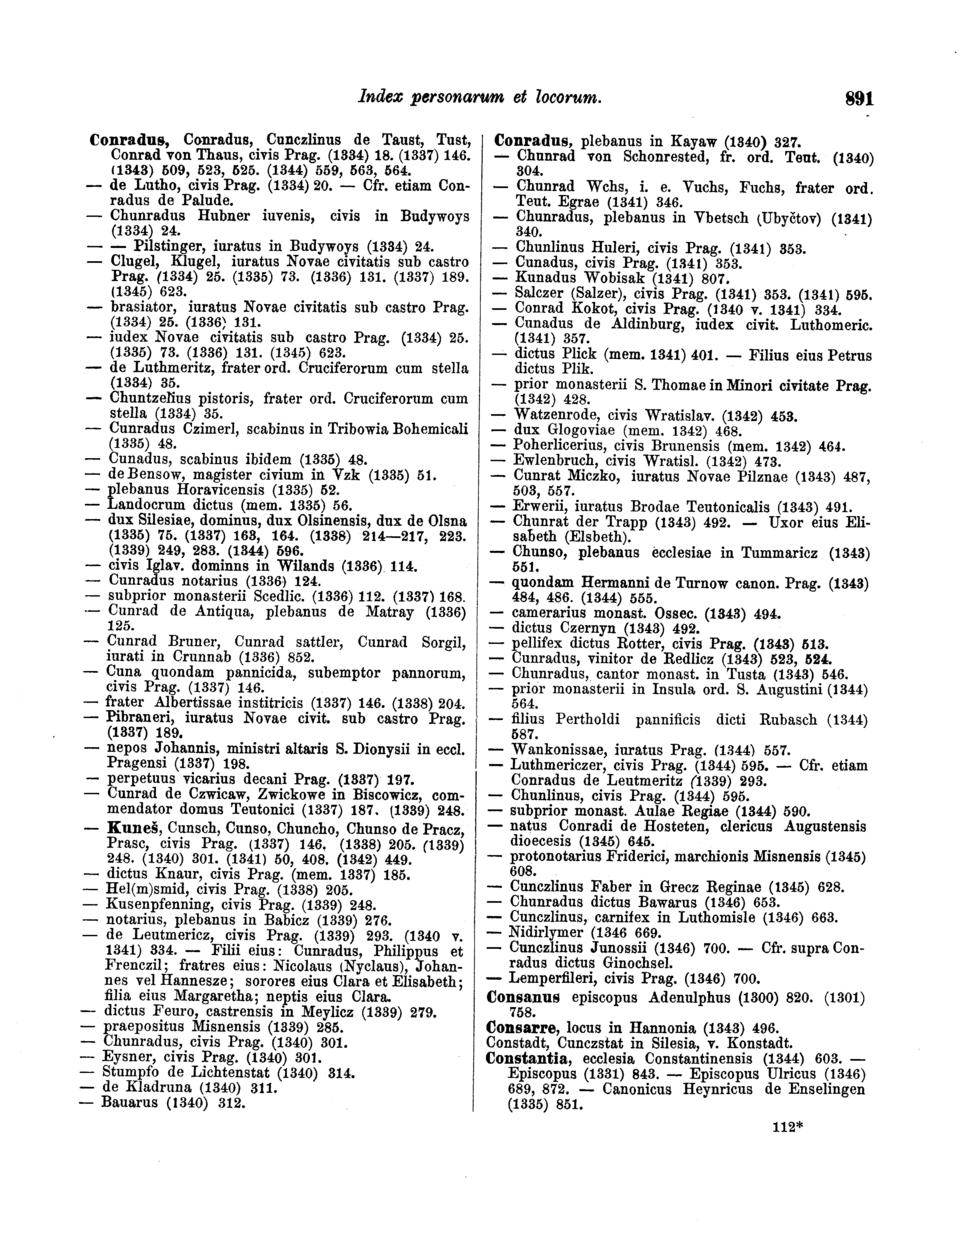 Index personarum et locorum.
891
Conradus, Conradus, Cunczlinus de Taust, Tust,
Conrad von Thaus, civis Prag. (1334) 18. (1337) 146.
(1343) 509, 523, 525. (1344) 559, 563, 564.
— de Lutho, civis Prag. (1334) 20. — Cfr. etiam Con-
radus de Palude.
— Chunradus Hubner iuvenis, civis in Budywoys
(1334) 24.
— — Pilstinger, iuratus in Budywoys (1334) 24.
— Clugel, Klugel, iuratus Novae civitatis sub castro
Prag. (1334) 25. (1335) 73. (1336) 131. (1337) 189.
(1345) 623.
— brasiator, iuratus Novae civitatis sub castro Prag.
(1334) 25. (1336) 131.
— iudex Novae civitatis sub castro Prag. (1334) 25.
(1335) 73. (1336) 131. (1345) 623.
— de Luthmeritz, frater ord. Cruciferorum cum stella
(1334) 35.
— Chuntzelius pistoris, frater ord. Cruciferorum cum
stella (1334) 35.
— Cunradus Czimerl, scabinus in Tribowia Bohemicali
(1335) 48.
— Cunadus, scabinus ibidem (1335) 48.
— de Bensow, magister civium in Vzk (1335) 51.
— plebanus Horavicensis (1335) 52.
— Landocrum dictus (mem. 1335) 56.
— dux Silesiae, dominus, dux Olsinensis, dux de Olsna
(1335) 75. (1337) 163, 164. (1338) 214—217, 223.
(1339) 249, 283. (1344) 596.
— civis Iglav. dominns in Wilands (1336) 114.
— Cunradus notarius (1336) 124.
— subprior monasterii Scedlic. (1336) 112. (1337) 168.
— Cunrad de Antiqua, plebanus de Matray (1336)
125.
— Cunrad Bruner, Cunrad sattler, Cunrad Sorgil,
iurati in Crunnab (1336) 852.
— Cuna quondam pannicida, subemptor pannorum,
civis Prag. (1337) 146.
— frater Albertissae institricis (1337) 146. (1338) 204.
— Pibraneri, iuratus Novae civit. sub castro Prag.
(1337) 189.
— nepos Johannis, ministri altaris S. Dionysii in eccl.
Pragensi (1337) 198.
— perpetuus vicarius decani Prag. (1337) 197.
— Cunrad de Czwicaw, Zwickowe in Biscowicz, com-
mendator domus Teutonici (1337) 187. (1339) 248.
— Kuneš, Cunsch, Cunso, Chuncho, Chunso de Pracz,
Prasc, civis Prag. (1337) 146. (1338) 205. (1339)
248. (1340) 301. (1341) 50, 408. (1342) 449.
— dictus Knaur, civis Prag. (mem. 1337) 185.
— Hel(m)smid, civis Prag. (1338) 205.
— Kusenpfenning, civis Prag. (1339) 248.
— notarius, plebanus in Babicz (1339) 276.
— de Leutmericz, civis Prag. (1339) 293. (1340 v.
1341) 334. — Filii eius: Cunradus, Philippus et
Frenczil; fratres eius: Nicolaus (Nyclaus), Johan-
nes vel Hannesze; sorores eius Clara et Elisabeth;
filia eius Margaretha; neptis eius Clara.
— dictus Feuro, castrensis in Meylicz (1339) 279.
— praepositus Misnensis (1339) 285.
— Chunradus, civis Prag. (1340) 301.
— Eysner, civis Prag. (1340) 301.
— Stumpfo de Lichtenstat (1340) 314.
— de Kladruna (1340) 311.
— Bauarus (1340) 312.
Conradus, plebanus in Kayaw (1340) 327.
— Chunrad von Schonrested, fr. ord. Teut. (1340)
304.
— Chunrad Wchs, i. e. Vuchs, Fuchs, frater ord.
Teut. Egrae (1341) 346.
— Chunradus, plebanus in Vbetsch (Ubyčtov) (1341)
340.
— Chunlinus Huleri, civis Prag. (1341) 353.
— Cunadus, civis Prag. (1341) 353.
— Kunadus Wobisak (1341) 807.
— Salczer (Salzer), civis Prag. (1341) 353. (1341) 595.
— Conrad Kokot, civis Prag. (1340 v. 1341) 334.
— Cunadus de Aldinburg, iudex civit. Luthomeric.
(1341) 357.
— dictus Plick (mem. 1341) 401. — Filius eius Petrus
dictus Plik.
— prior monasterii S. Thomae in Minori civitate Prag.
(1342) 428.
— Watzenrode, civis Wratislav. (1342) 453.
— dux Glogoviae (mem. 1342) 468.
— Poherlicerius, civis Brunensis (mem. 1342) 464.
— Ewlenbruch, civis Wratisl. (1342) 473.
— Cunrat Miczko, iuratus Novae Pilznae (1343) 487,
503, 557.
— Erwerii, iuratus Brodae Teutonicalis (1343) 491.
— Chunrat der Trapp (1343) 492. — Uxor eius Eli-
sabeth (Elsbeth).
— Chunso, plebanus ecclesiae in Tummaricz (1343)
551.
— quondam Hermanni de Turnow canon. Prag. (1343)
484, 486. (1344) 555.
— camerarius monast. Ossec. (1343) 494.
— dictus Czernyn (1343) 492.
— pellifex dictus Rotter, civis Prag. (1343) 513.
— Cunradus, vinitor de Redlicz (1343) 523, 524.
— Chunradus, cantor monast. in Tusta (1343) 546.
— prior monasterii in Insula ord. S. Augustini (1344)
564.
— filius Pertholdi pannificis dicti Rubasch (1344)
587.
— Wankonissae, iuratus Prag. (1344) 557.
— Luthmericzer, civis Prag. (1344) 595. — Cfr. etiam
Conradus de Leutmeritz (1339) 293.
— Chunlinus, civis Prag. (1344) 595.
— subprior monast. Aulae Regiae (1344) 590.
— natus Conradi de Hosteten, clericus Augustensis
dioecesis (1345) 645.
— protonotarius Friderici, marchionis Misnensis (1345)
608.
— Cunczlinus Faber in Grecz Reginae (1345) 628.
— Chunradus dictus Bawarus (1346) 653.
— Cunczlinus, carnifex in Luthomisle (1346) 663.
— Nidirlymer (1346 669.
— Cunczlinus Junossii (1346) 700. — Cfr. supra Con-
radus dictus Ginochsel.
— Lemperfileri, civis Prag. (1346) 700.
Consanus episcopus Adenulphus (1300) 820. (1301)
758.
Consarre, locus in Hannonia (1343) 496.
Constadt, Cunczstat in Silesia, v. Konstadt.
Constantia, ecclesia Constantinensis (1344) 603. —
Episcopus (1331) 843. — Episcopus Ulricus (1346)
689, 872. — Canonicus Heynricus de Enselingen
(1335) 851.
112*